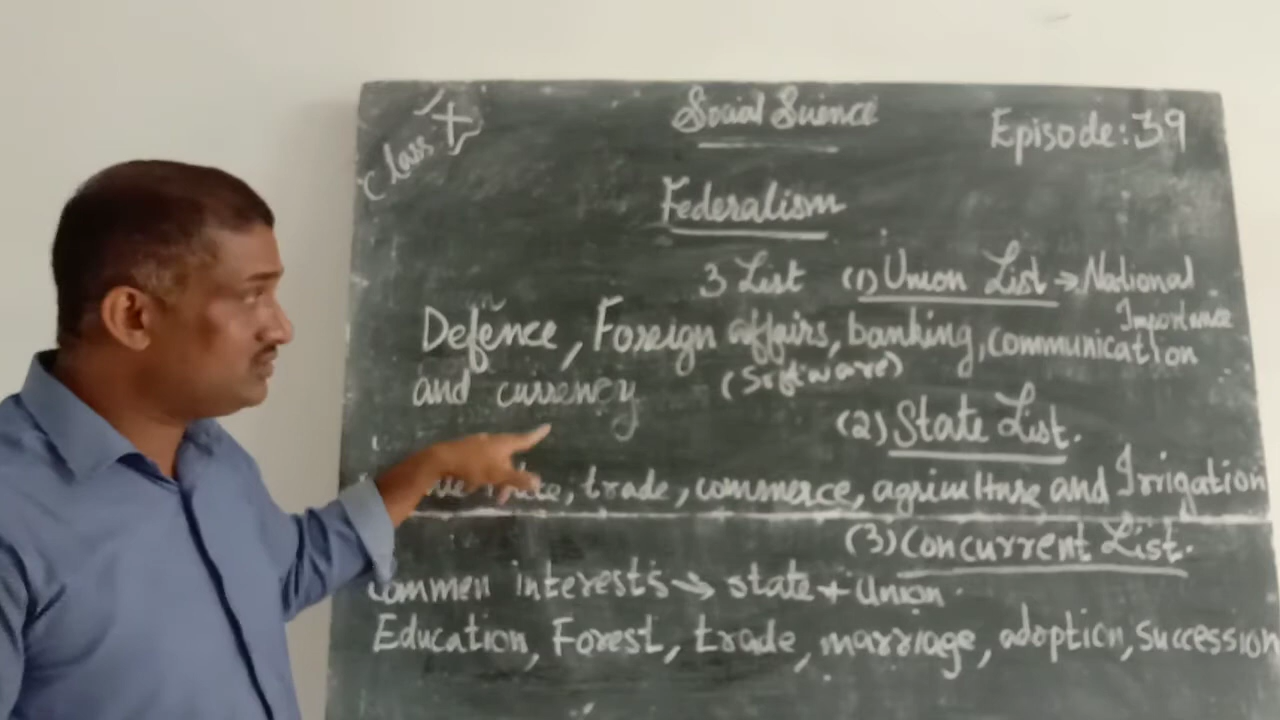 Class X
Social Science
Episode: 39
Federalism
3 List (1) Union List → National Importance
Defence, Foreign affairs, banking, communication
and currency (Software)
(2) State List.
trade, commerce, agriculture and Irrigation
(3) Concurrent List.
Commen interests → state + Union.
Education, Forest, trade, marriage, adoption, succession